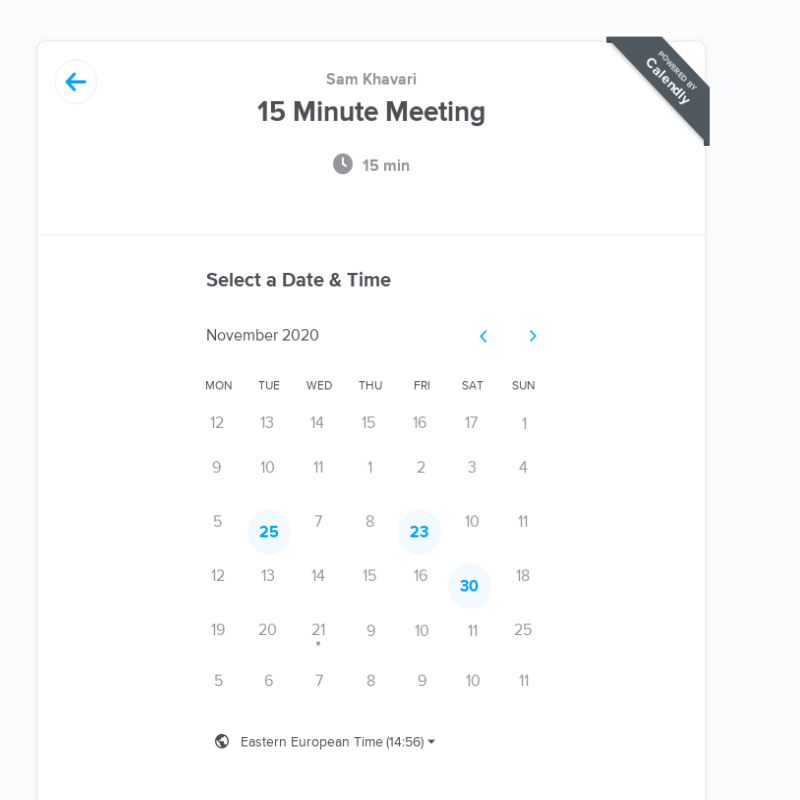 Sam Khavari
POWERED BY
Calendly
15 Minute Meeting
15 min
Select a Date & Time
November 2020
MON TUE WED THU FRI SAT SUN
12 13 14 15 16 17 1
9 10 11 1 2 3 4
5 25 7 8 23 10 11
12 13 14 15 16 30 18
19 20 21 9 10 11 25
5 6 7 8 9 10 11
Eastern European Time (14:56)